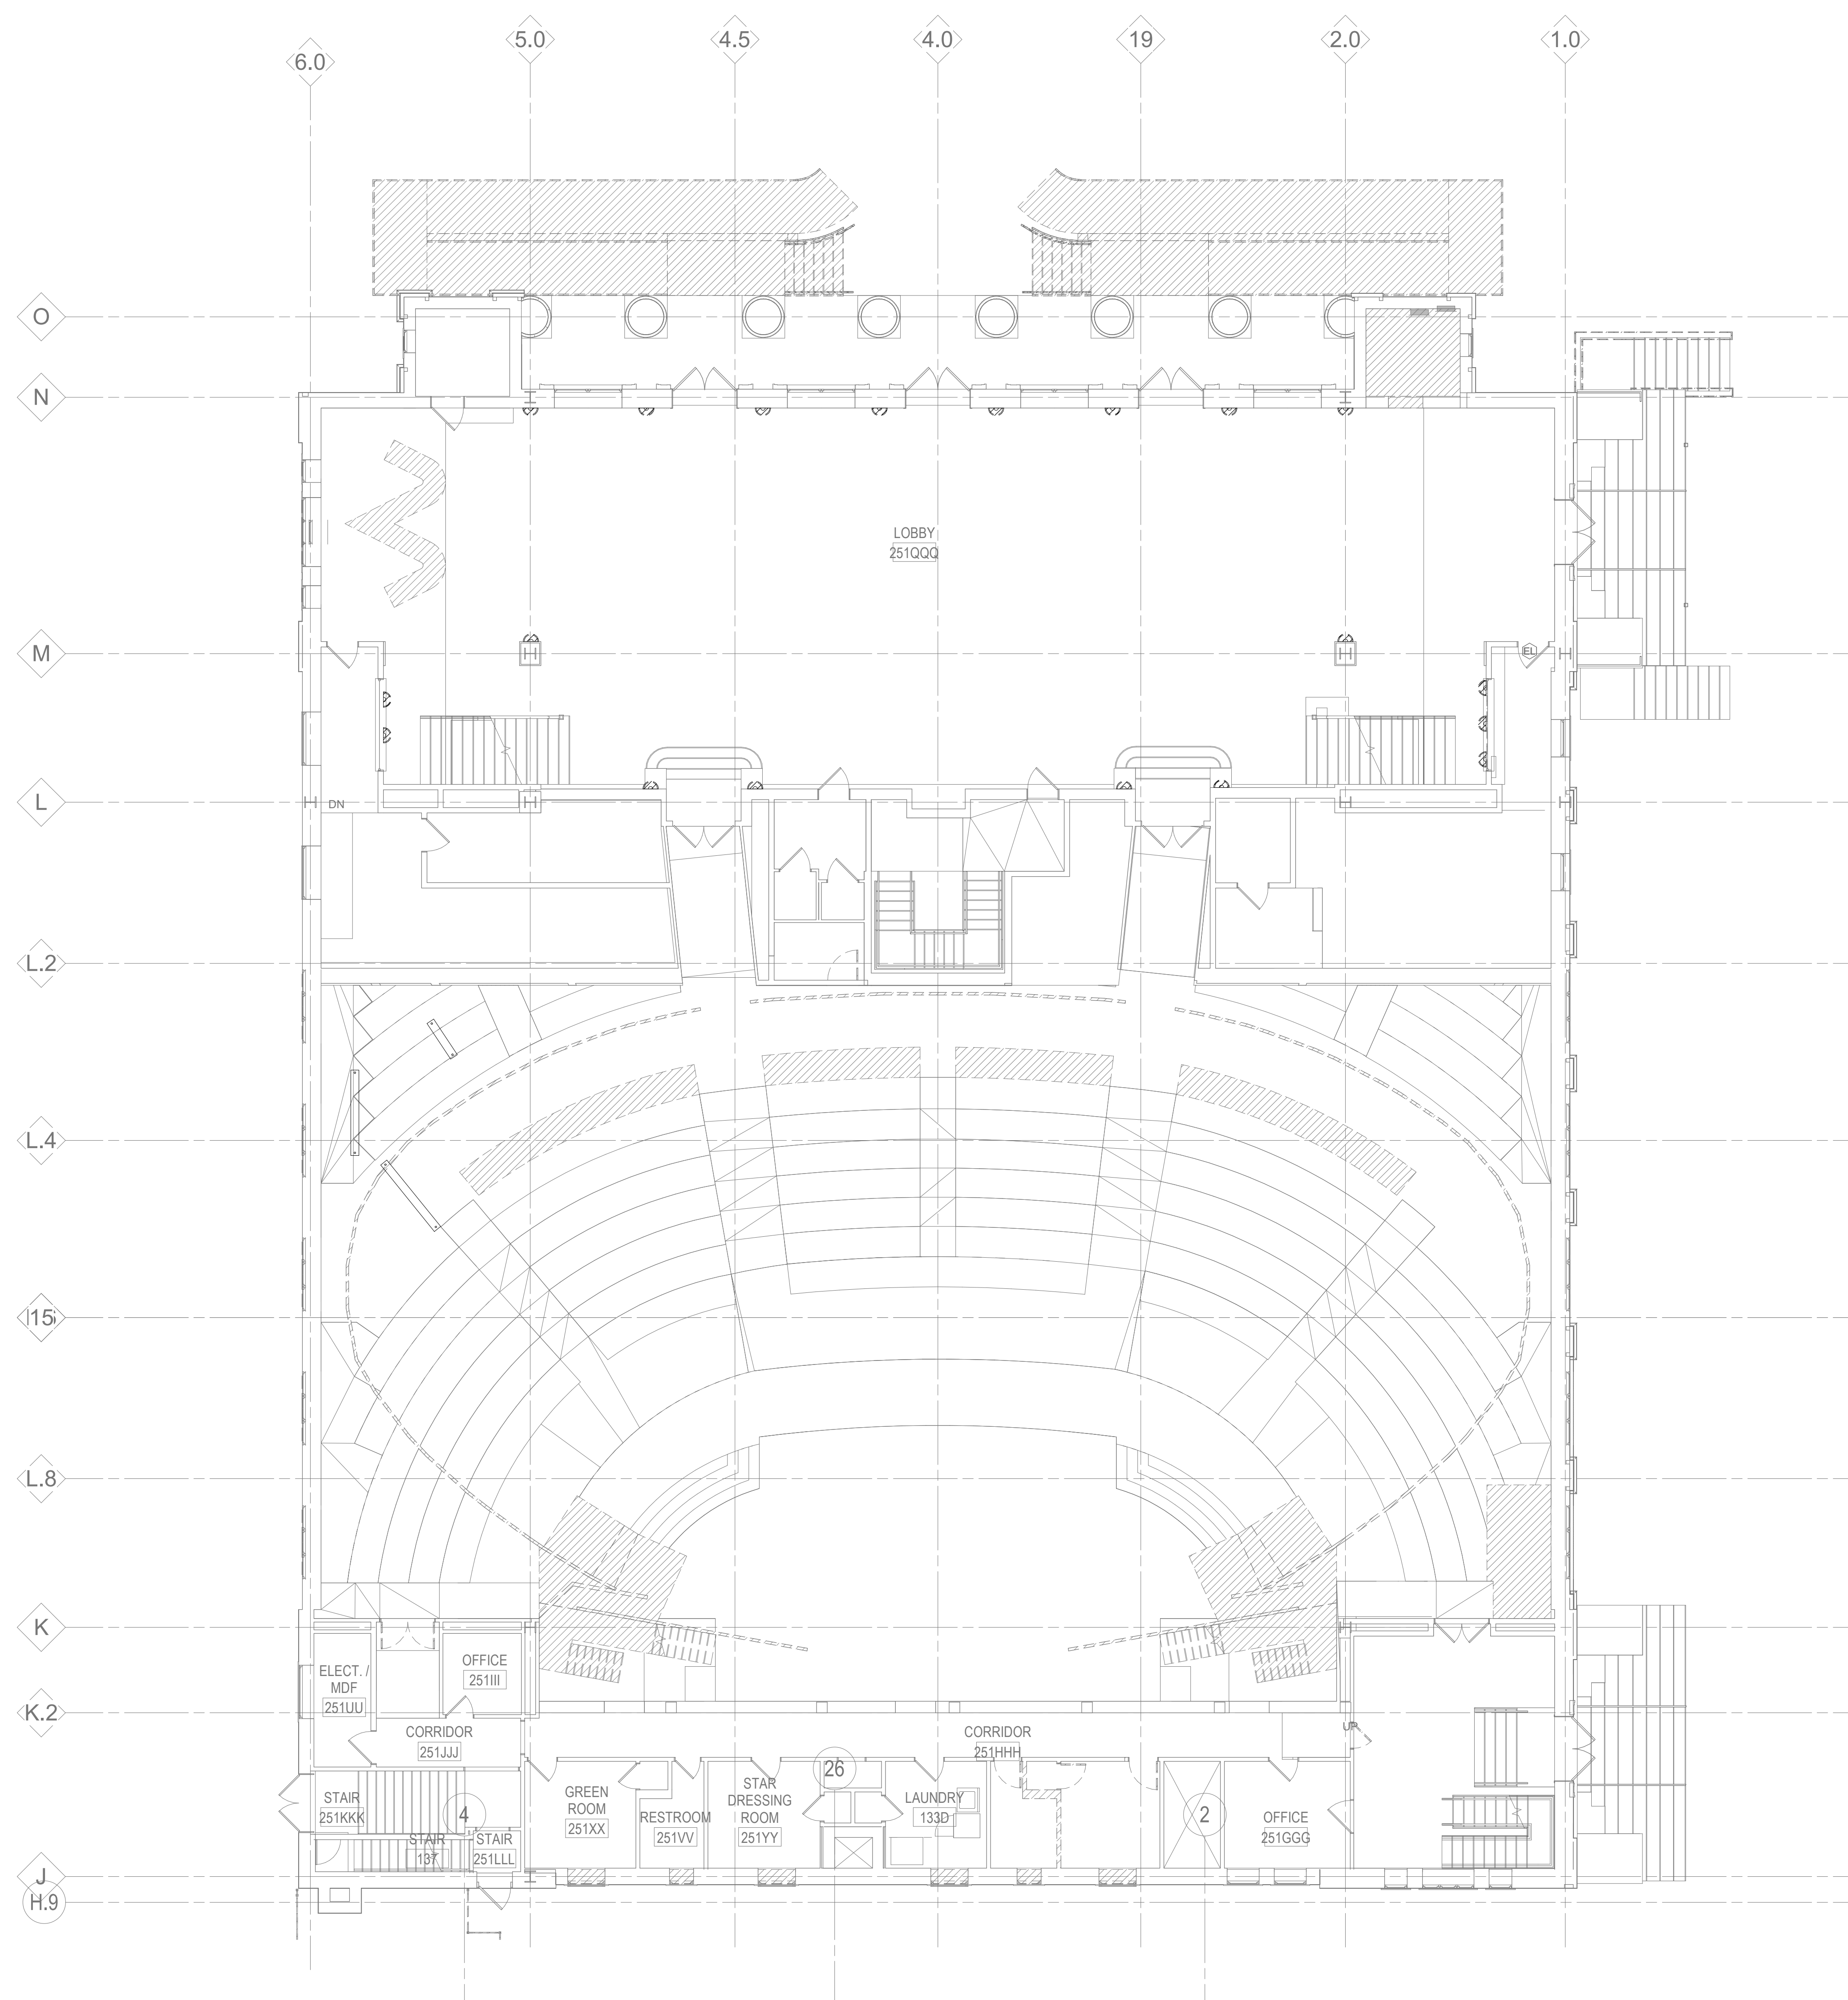 5.0
4.5
4.0
19
2.0
1.0
6.0
O
N
LOBBY
251QQQ
M
EL
L
DN
L.2
L.4
L.8
K
ELECT. /
MDF
251UU
OFFICE
251III
K.2
CORRIDOR
251JJJ
CORRIDOR
251HHH
UP
26
STAIR
251KKK
4
GREEN
ROOM
251XX
RESTROOM
251VV
STAR
DRESSING
ROOM
251YY
LAUNDRY
133D
2
OFFICE
251GGG
STAIR
137
STAIR
251LLL
J
H.9